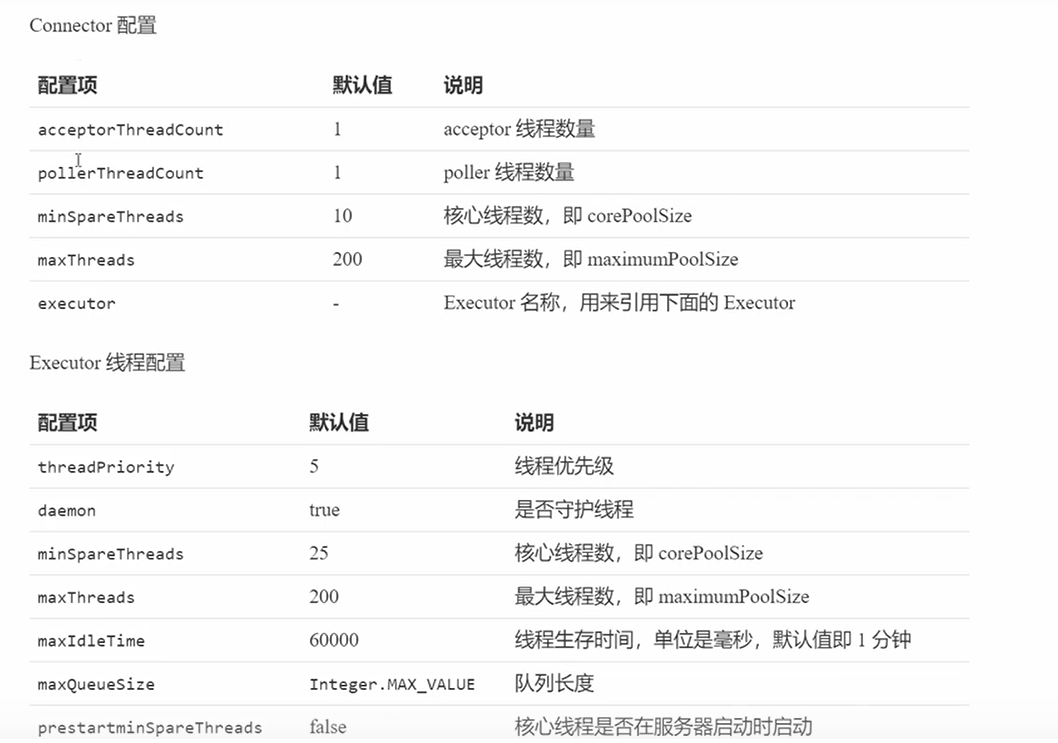 Connector 配置
配置项 默认值 说明
acceptorThreadCount 1 acceptor 线程数量
pollerThreadCount 1 poller 线程数量
minSpareThreads 10 核心线程数，即 corePoolSize
maxThreads 200 最大线程数，即 maximumPoolSize
executor - Executor 名称，用来引用下面的 Executor
Executor 线程配置
配置项 默认值 说明
threadPriority 5 线程优先级
daemon true 是否守护线程
minSpareThreads 25 核心线程数，即 corePoolSize
maxThreads 200 最大线程数，即 maximumPoolSize
maxIdleTime 60000 线程生存时间，单位是毫秒，默认值即 1 分钟
maxQueueSize Integer.MAX_VALUE 队列长度
prestartminSpareThreads false 核心线程是否在服务器启动时启动